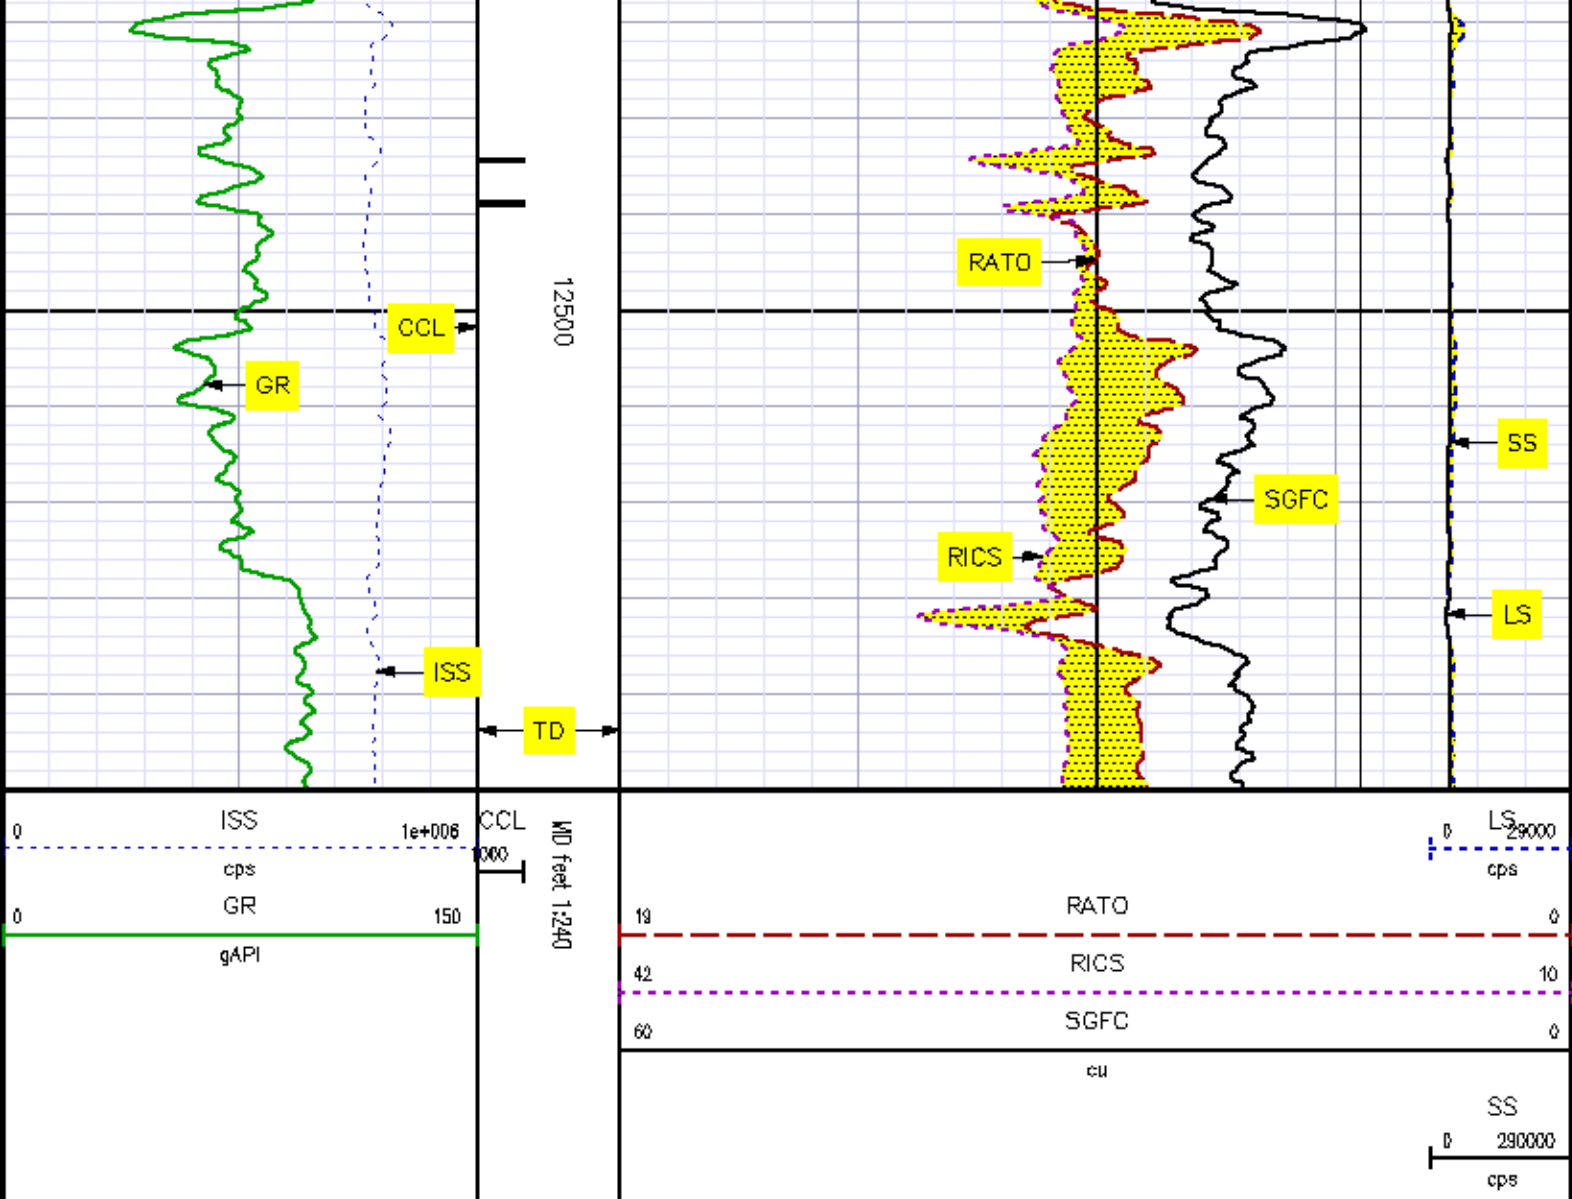 RATO
12500
CCL
GR
SS
SGFC
RICS
LS
ISS
TD
ISS
0 1e+006
cps
GR
0 150
gAPI
CCL
1000
MD feet 1:240
LS
0 29000
cps
RATO
19 0
RICS
42 10
SGFC
60 0
cu
SS
0 290000
cps